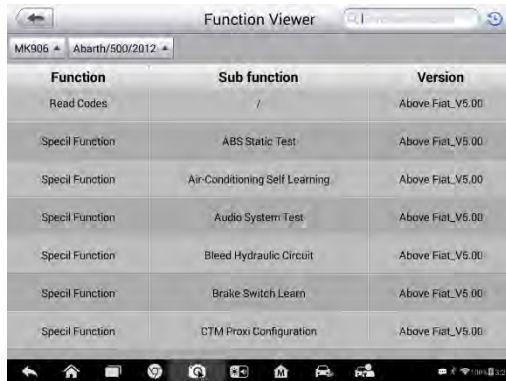 Function Viewer
MK906 Abarth/500/2012
Function Sub function Version
Read Codes / Above Fiat_V5.00
Specil Function ABS Static Test Above Fiat_V5.00
Specil Function Air-Conditioning Self Learning Above Fiat_V5.00
Specil Function Audio System Test Above Fiat_V5.00
Specil Function Bleed Hydraulic Circuit Above Fiat_V5.00
Specil Function Brake Switch Learn Above Fiat_V5.00
Specil Function CTM Proxi Configuration Above Fiat_V5.00